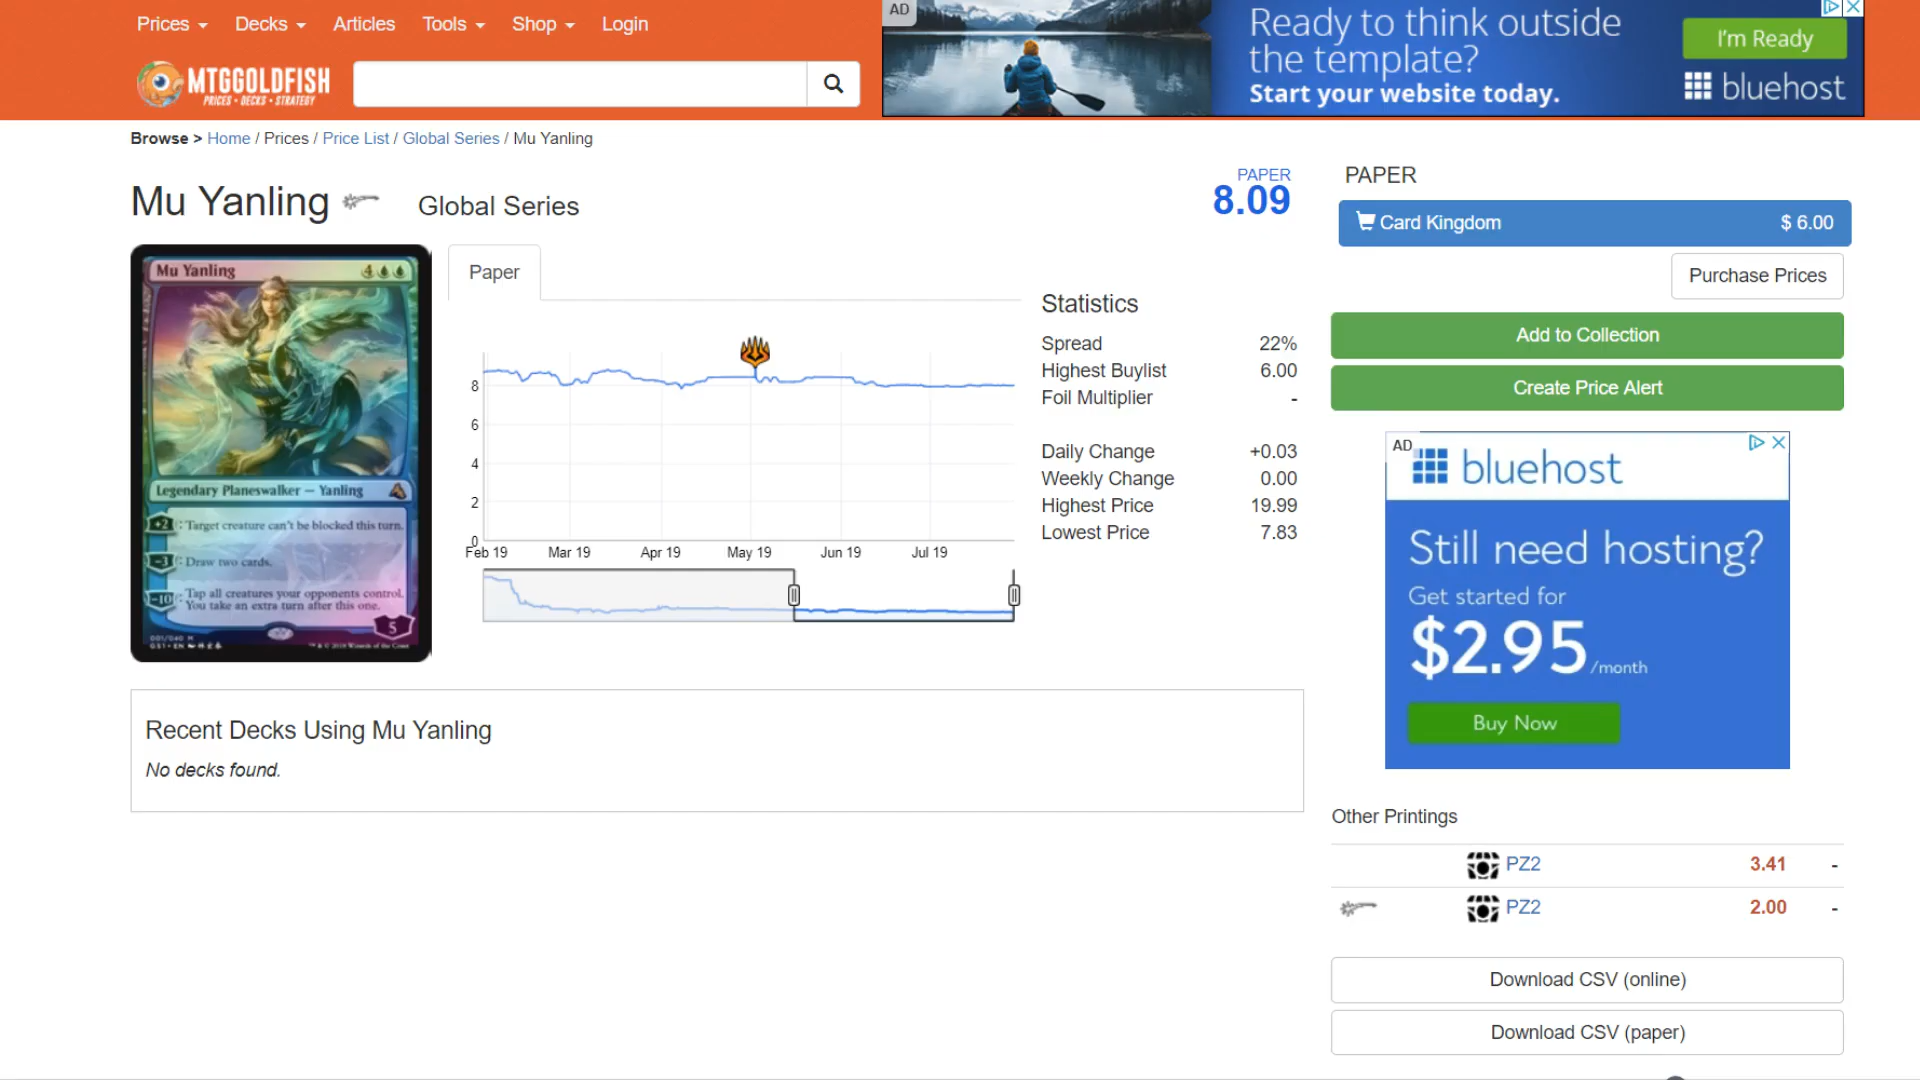 Prices Decks Articles Tools Shop Login
MTGGOLDFISH
PRICES • DECKS • STRATEGY
AD
Ready to think outside
the template?
Start your website today.
I'm Ready
bluehost
Browse > Home / Prices / Price List / Global Series / Mu Yanling
Mu Yanling Global Series
PAPER
8.09
Mu Yanling 4
Legendary Planeswalker — Yanling
+2 : Target creature can't be blocked this turn.
−3 : Draw two cards.
−10 : Tap all creatures your opponents control.
You take an extra turn after this one.
5
001/040 M
GS1 • EN
Paper
8
6
4
2
0
Feb 19 Mar 19 Apr 19 May 19 Jun 19 Jul 19
Statistics
Spread 22%
Highest Buylist 6.00
Foil Multiplier -
Daily Change +0.03
Weekly Change 0.00
Highest Price 19.99
Lowest Price 7.83
Recent Decks Using Mu Yanling
No decks found.
PAPER
Card Kingdom $ 6.00
Purchase Prices
Add to Collection
Create Price Alert
AD
bluehost
Still need hosting?
Get started for
$2.95/month
Buy Now
Other Printings
PZ2 3.41 -
PZ2 2.00 -
Download CSV (online)
Download CSV (paper)